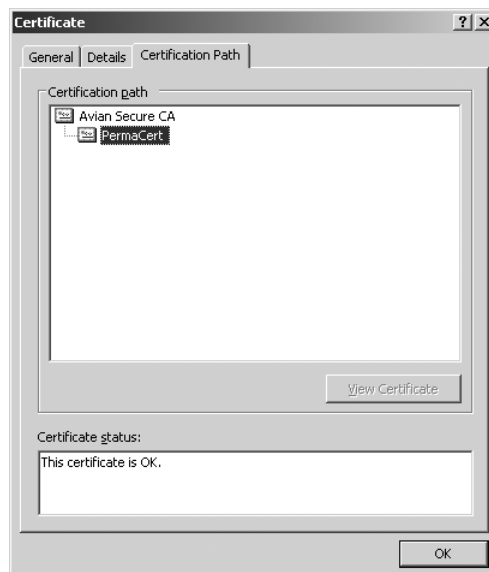 Certificate
General Details Certification Path
Certification path
Avian Secure CA
PermaCert
View Certificate
Certificate status:
This certificate is OK.
OK